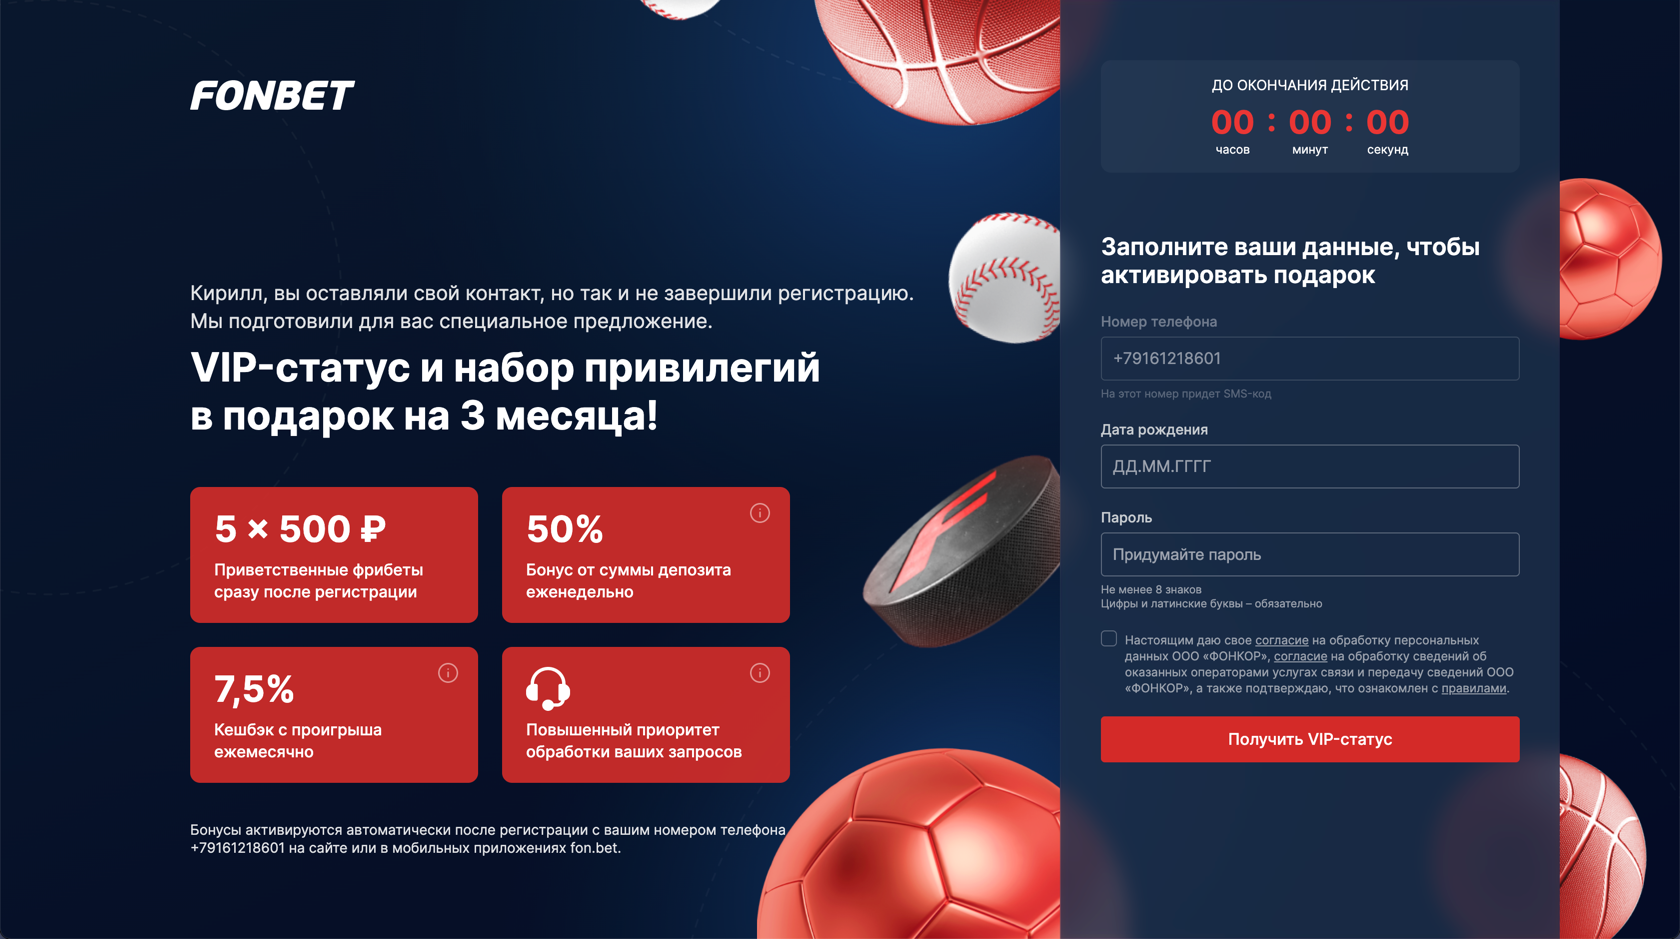 FONBET
Кирилл, вы оставляли свой контакт, но так и не завершили регистрацию.
Мы подготовили для вас специальное предложение.
VIP-статус и набор привилегий
в подарок на 3 месяца!
5 × 500 ₽
Приветственные фрибеты
сразу после регистрации
50%
Бонус от суммы депозита
еженедельно
7,5%
Кешбэк с проигрыша
ежемесячно
Повышенный приоритет
обработки ваших запросов
Бонусы активируются автоматически после регистрации с вашим номером телефона
+79161218601 на сайте или в мобильных приложениях fon.bet.
ДО ОКОНЧАНИЯ ДЕЙСТВИЯ
00 : 00 : 00
часов минут секунд
Заполните ваши данные, чтобы
активировать подарок
Номер телефона
+79161218601
На этот номер придет SMS-код
Дата рождения
ДД.ММ.ГГГГ
Пароль
Придумайте пароль
Не менее 8 знаков
Цифры и латинские буквы – обязательно
Настоящим даю свое согласие на обработку персональных
данных ООО «ФОНКОР», согласие на обработку сведений об
оказанных операторами услугах связи и передачу сведений ООО
«ФОНКОР», а также подтверждаю, что ознакомлен с правилами.
Получить VIP-статус